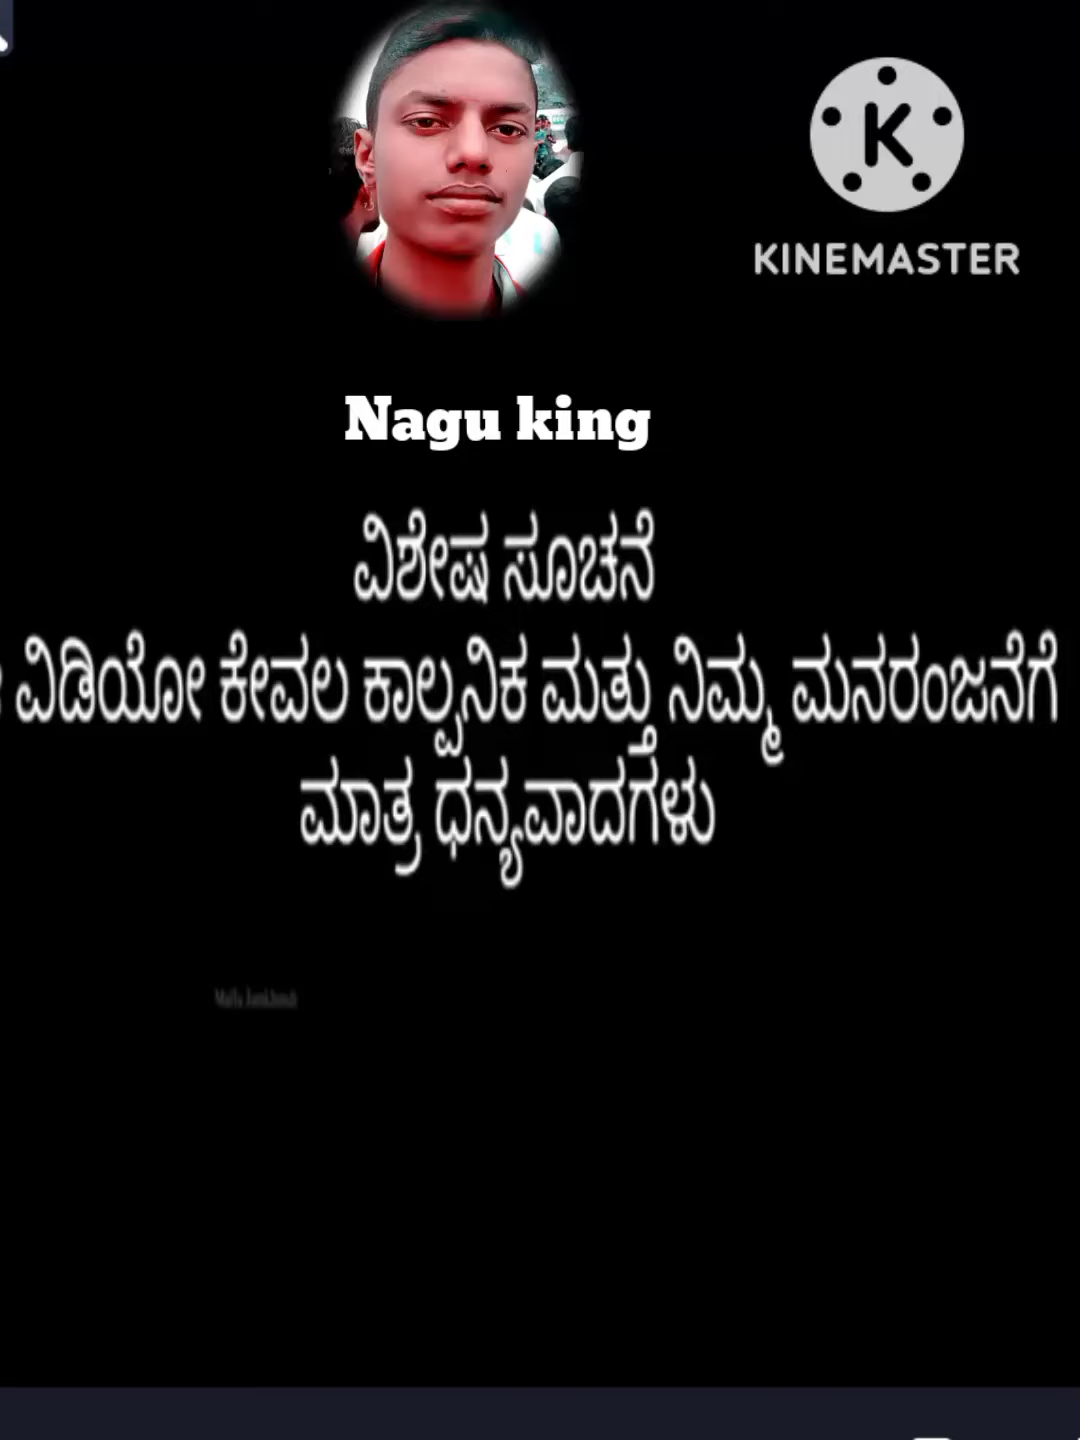 K
KINEMASTER
Nagu king
ವಿಶೇಷ ಸೂಚನೆ
ವಿಡಿಯೋ ಕೇವಲ ಕಾಲ್ಪನಿಕ ಮತ್ತು ನಿಮ್ಮ ಮನರಂಜನೆಗೆ
ಮಾತ್ರ ಧನ್ಯವಾದಗಳು